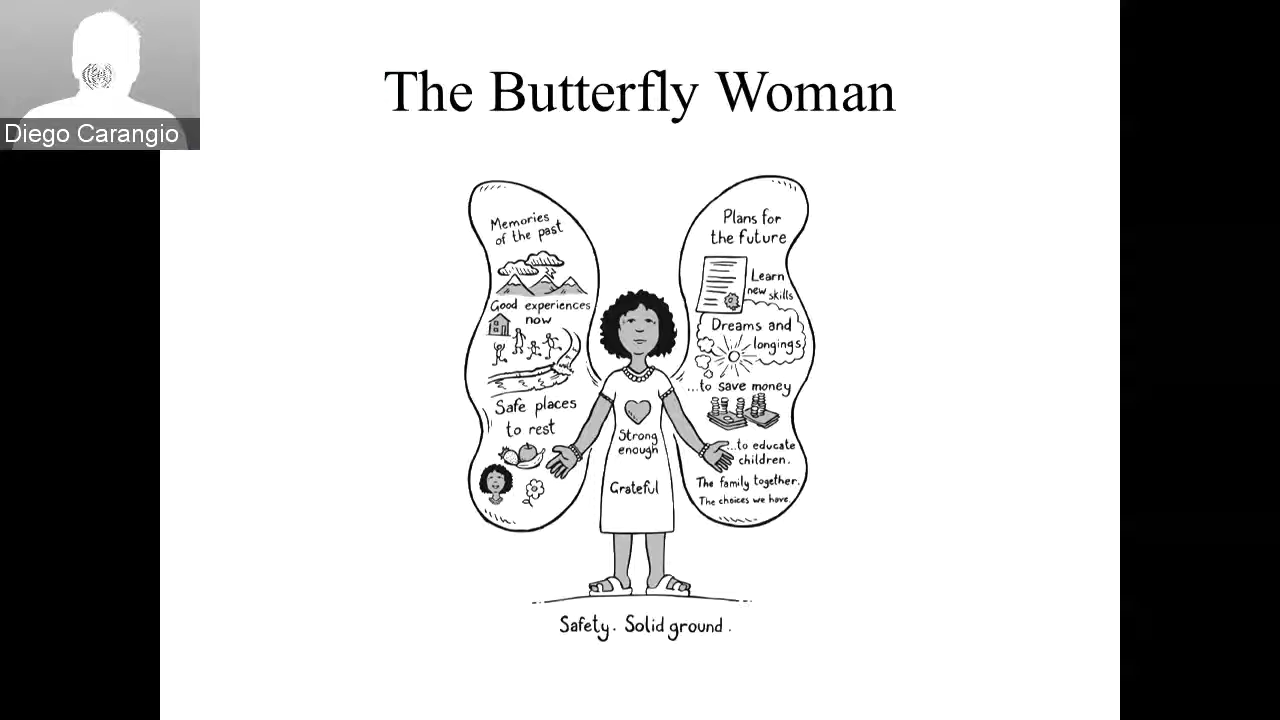 Diego Carangio
The Butterfly Woman
Memories
of the past
Good experiences
now
Safe places
to rest
Strong
enough
Grateful
Plans for
the future
Learn
new skills
Dreams and
longings
...to save money
...to educate
children.
The family together.
The choices we have.
Safety. Solid ground.